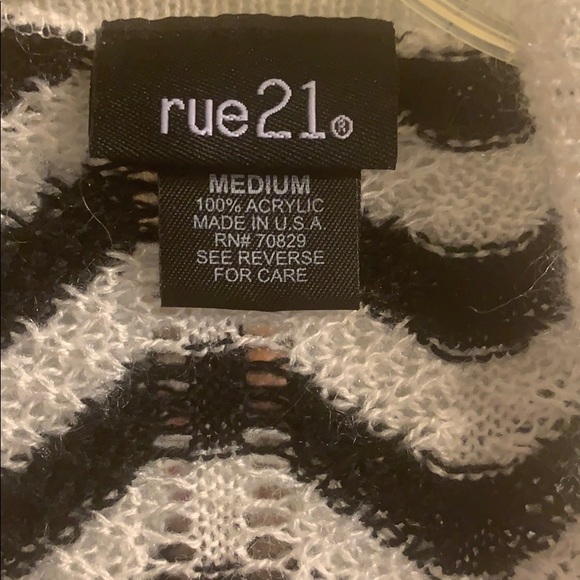 rue21®
MEDIUM
100% ACRYLIC
MADE IN U.S.A
RN# 70829
SEE REVERSE
FOR CARE